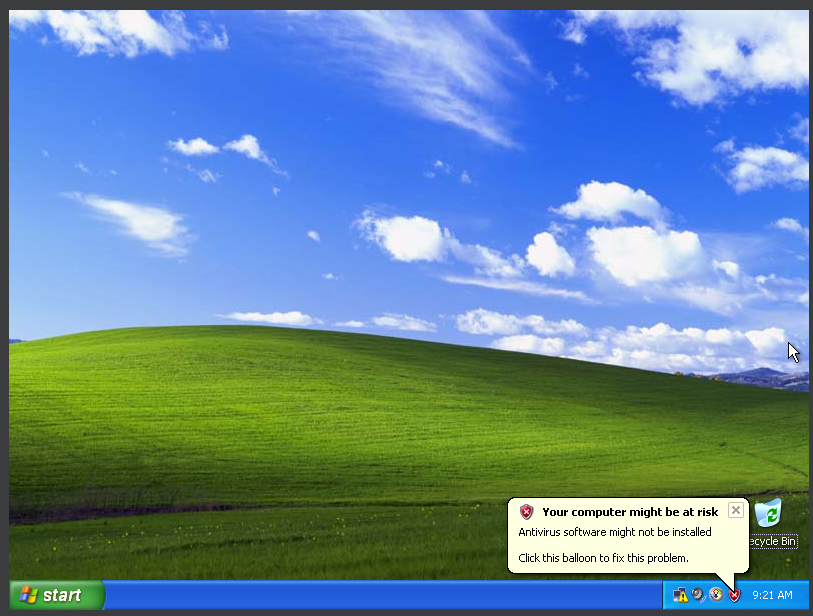 Your computer might be at risk
Antivirus software might not be installed
Click this balloon to fix this problem.
ecycle Bin
start
9:21 AM